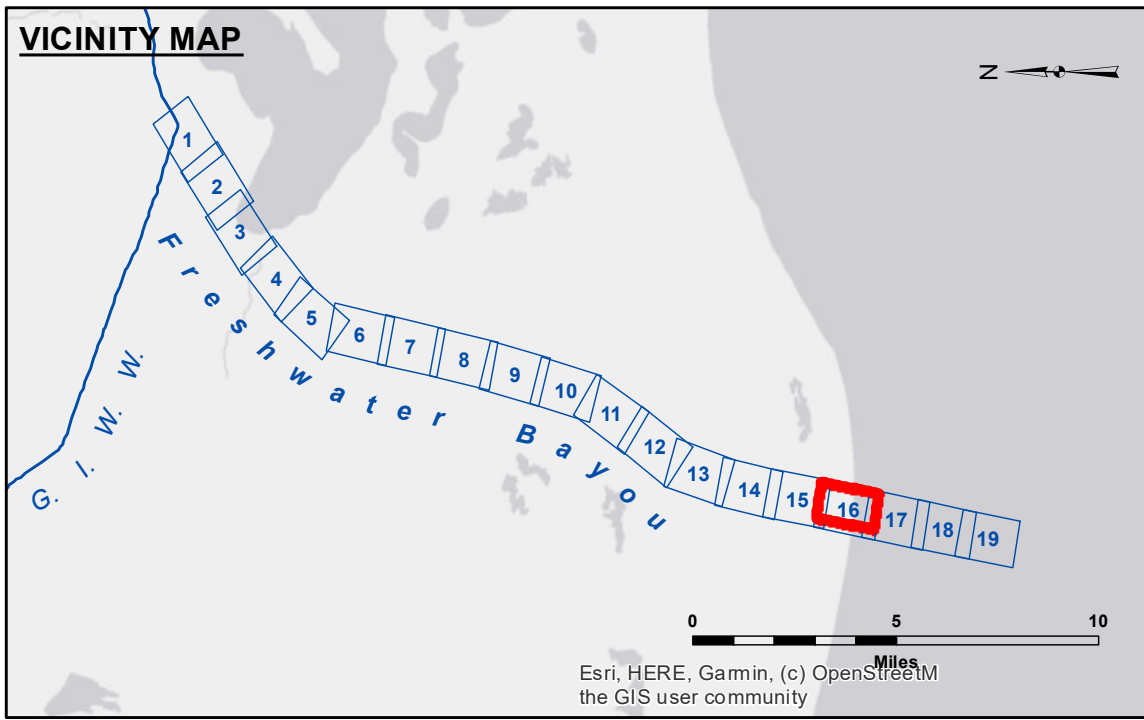 VICINITY MAP
N
1
2
3
4
5
6
7
8
9
10
11
12
13
14
15
16
17
18
19
Freshwater Bayou
G. I. W. W.
0 5 10
Miles
Esri, HERE, Garmin, (c) OpenStreetM
the GIS user community